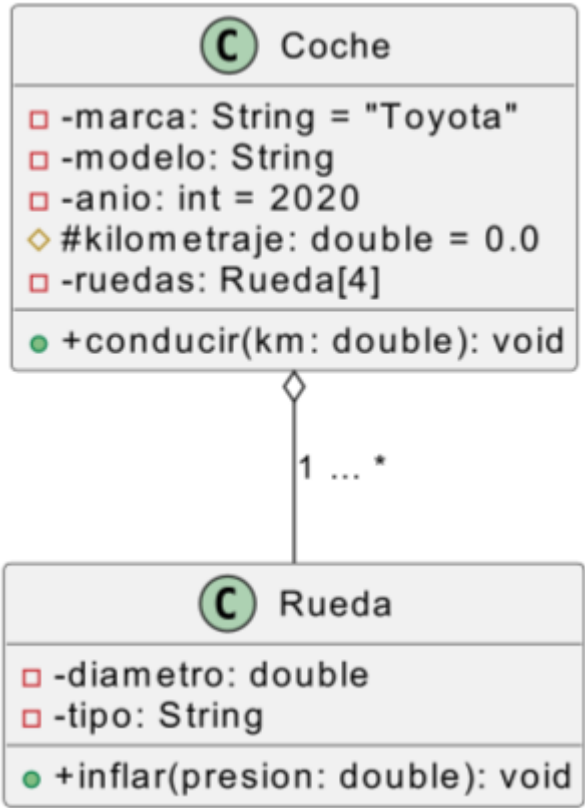 C Coche
-marca: String = "Toyota"
-modelo: String
-anio: int = 2020
#kilometraje: double = 0.0
-ruedas: Rueda[4]
+conducir(km: double): void
1 ... *
C Rueda
-diametro: double
-tipo: String
+inflar(presion: double): void